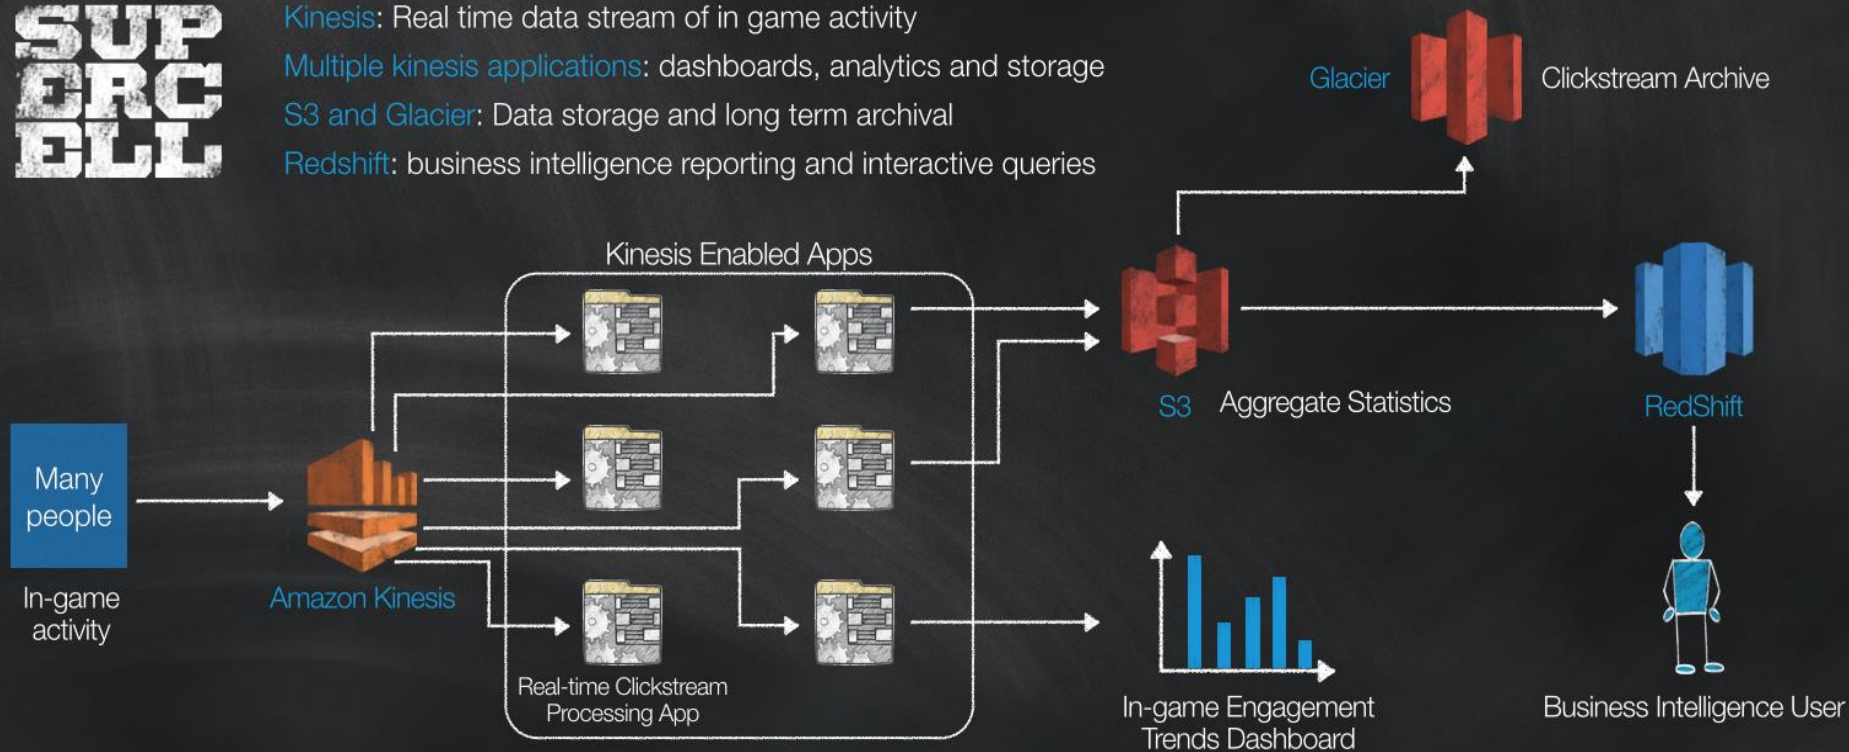 SUP
ERC
ELL
Kinesis: Real time data stream of in game activity
Multiple kinesis applications: dashboards, analytics and storage
S3 and Glacier: Data storage and long term archival
Redshift: business intelligence reporting and interactive queries
Glacier
Clickstream Archive
Kinesis Enabled Apps
S3
Aggregate Statistics
RedShift
Many
people
In-game
activity
Amazon Kinesis
Real-time Clickstream
Processing App
In-game Engagement
Trends Dashboard
Business Intelligence User